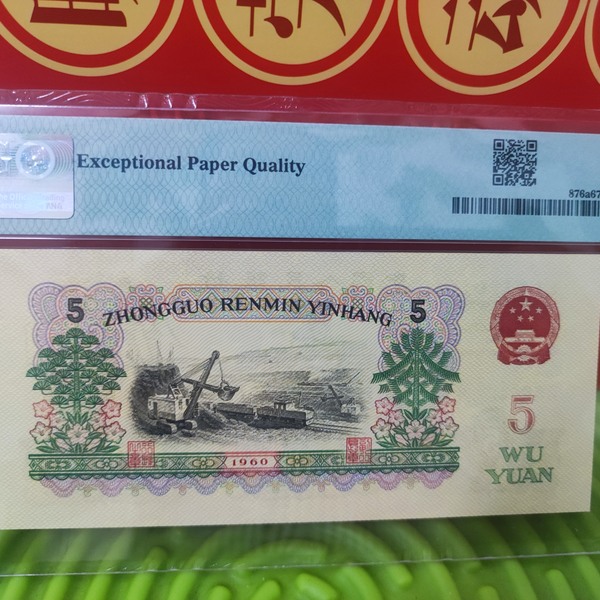 Exceptional Paper Quality
876a67
5 ZHONGGUO RENMIN YINHANG 5
5
WU
YUAN
1960